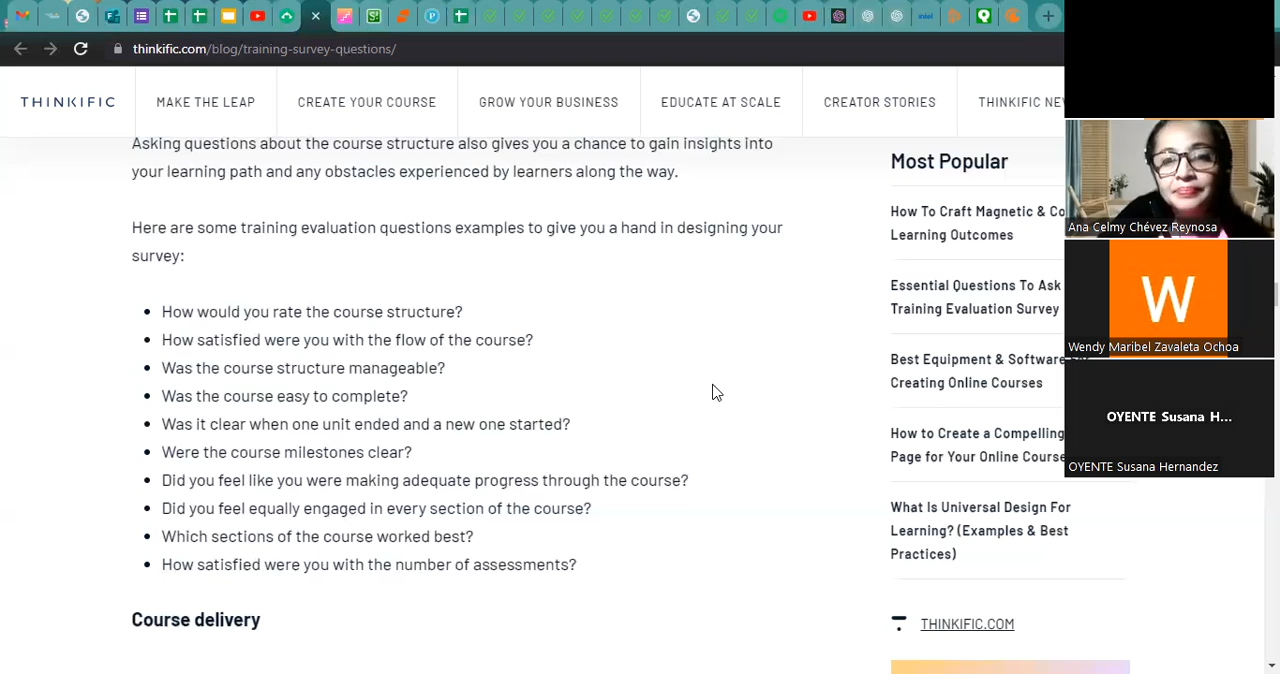 thinkific.com/blog/training-survey-questions/
THINKIFIC
MAKE THE LEAP
CREATE YOUR COURSE
GROW YOUR BUSINESS
EDUCATE AT SCALE
CREATOR STORIES
THINKIFIC
Asking questions about the course structure also gives you a chance to gain insights into
your learning path and any obstacles experienced by learners along the way.
Here are some training evaluation questions examples to give you a hand in designing your
survey:
• How would you rate the course structure?
• How satisfied were you with the flow of the course?
• Was the course structure manageable?
• Was the course easy to complete?
• Was it clear when one unit ended and a new one started?
• Were the course milestones clear?
• Did you feel like you were making adequate progress through the course?
• Did you feel equally engaged in every section of the course?
• Which sections of the course worked best?
• How satisfied were you with the number of assessments?
Course delivery
Most Popular
How To Craft Magnetic &
Learning Outcomes
Essential Questions To Ask
Training Evaluation Survey
Best Equipment & Software
Creating Online Courses
How to Create a Compelling
Page for Your Online Course
What Is Universal Design For
Learning? (Examples & Best
Practices)
THINKIFIC.COM
Ana Celmy Chévez Reynosa
W
Wendy Maribel Zavaleta Ochoa
OYENTE Susana H...
OYENTE Susana Hernandez